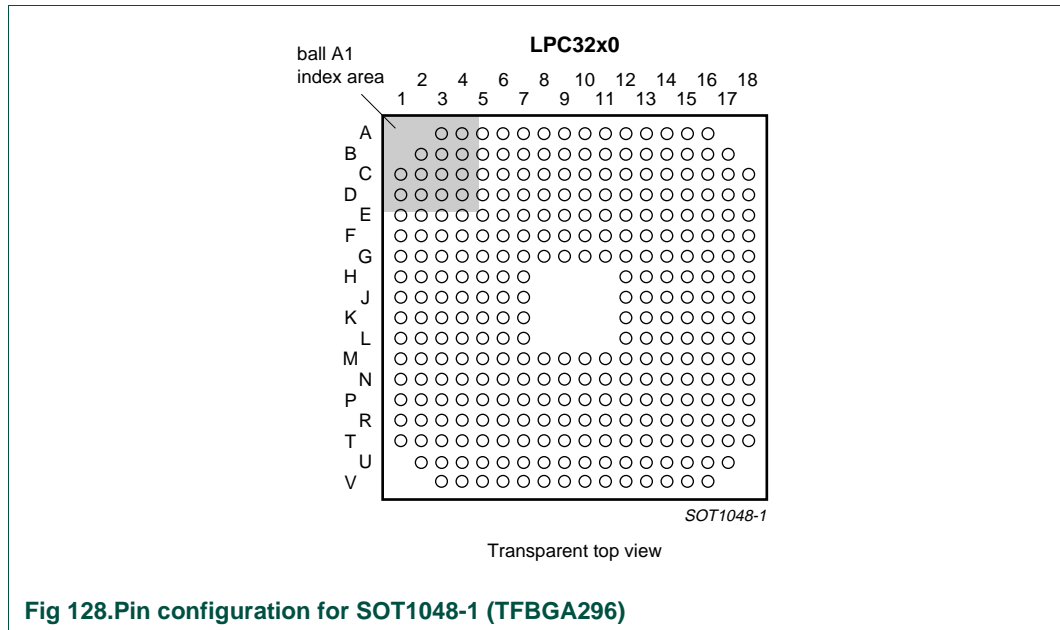 LPC32x0
ball A1
index area
2 4 6 8 10 12 14 16 18
1 3 5 7 9 11 13 15 17
A
B
C
D
E
F
G
H
J
K
L
M
N
P
R
T
U
V
SOT1048-1
Transparent top view
Fig 128.Pin configuration for SOT1048-1 (TFBGA296)